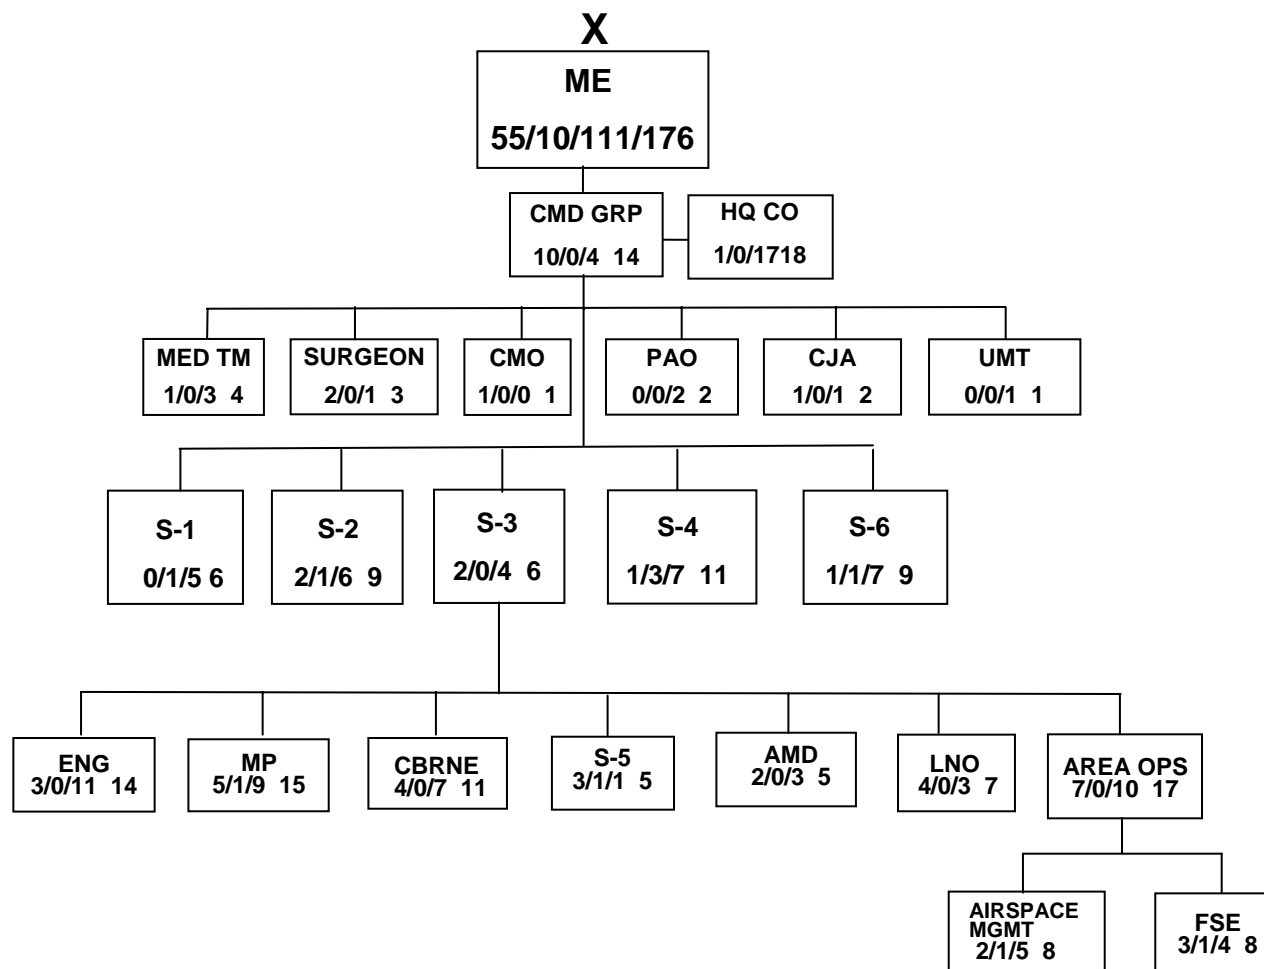 X
ME
55/10/111/176
CMD GRP
10/0/4 14
HQ CO
1/0/1718
MED TM
1/0/3 4
SURGEON
2/0/1 3
CMO
1/0/0 1
PAO
0/0/2 2
CJA
1/0/1 2
UMT
0/0/1 1
S-1
0/1/5 6
S-2
2/1/6 9
S-3
2/0/4 6
S-4
1/3/7 11
S-6
1/1/7 9
ENG
3/0/11 14
MP
5/1/9 15
CBRNE
4/0/7 11
S-5
3/1/1 5
AMD
2/0/3 5
LNO
4/0/3 7
AREA OPS
7/0/10 17
AIRSPACE
MGMT
2/1/5 8
FSE
3/1/4 8